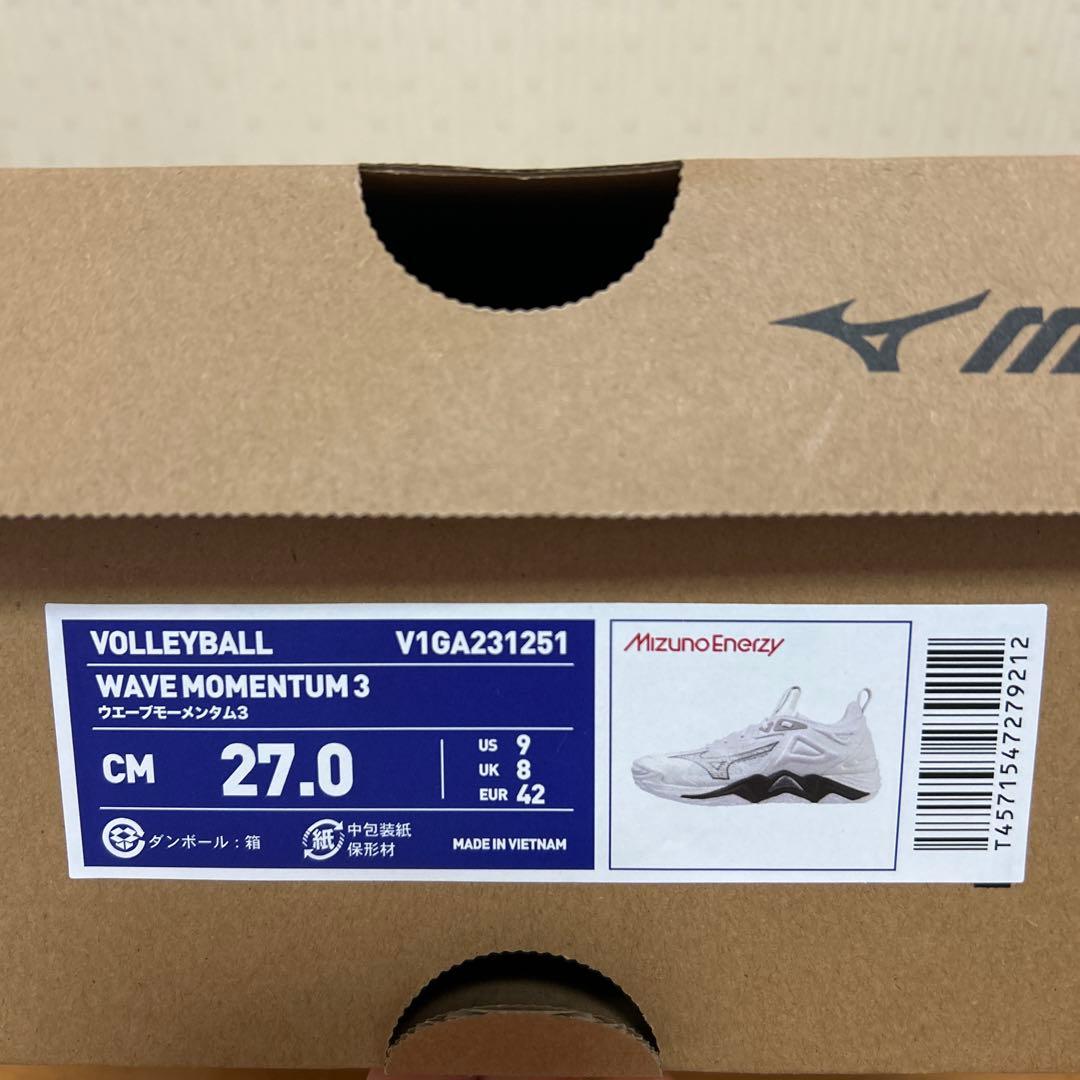 VOLLEYBALL V1GA231251
WAVE MOMENTUM 3
ウエーブモーメンタム3
CM 27.0
US 9
UK 8
EUR 42
ダンボール : 箱
紙 中包装紙
保形材
MADE IN VIETNAM
Mizuno Enerzy
T4571547279212